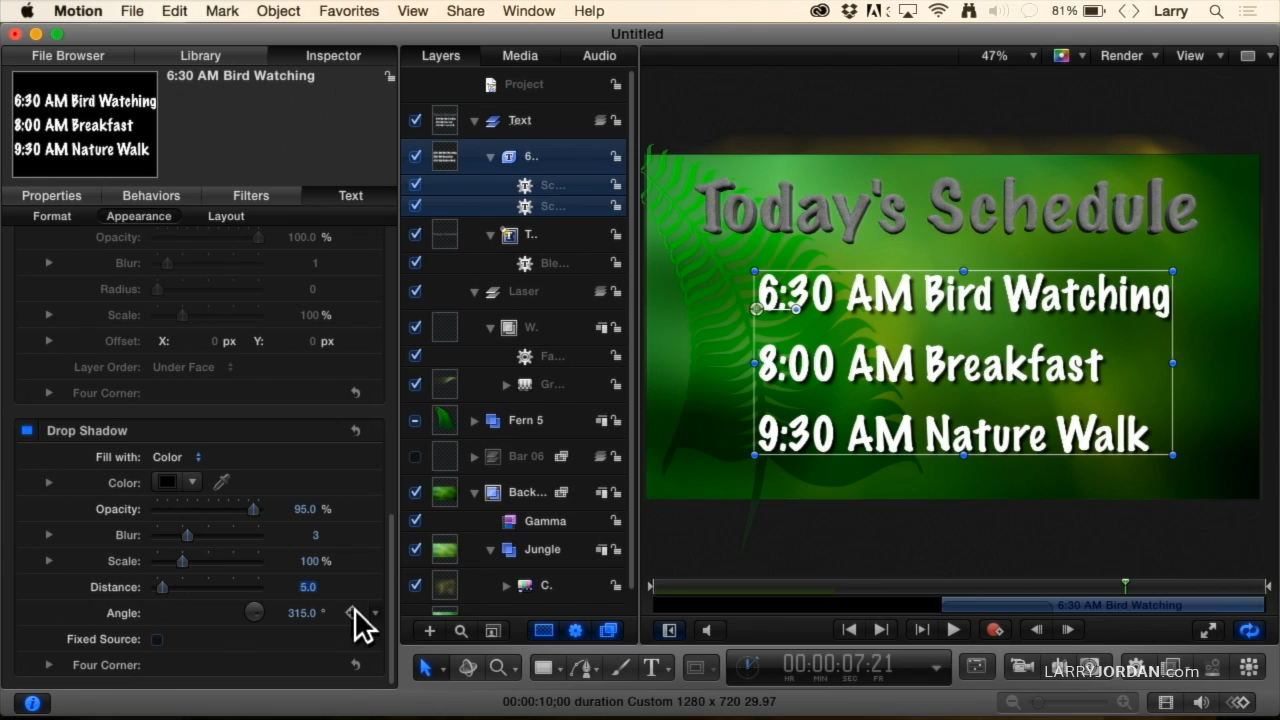 Motion File Edit Mark Object Favorites View Share Window Help 81% Larry
Untitled
File Browser Library Inspector
Layers Media Audio
47% Render View
6:30 AM Bird Watching
6:30 AM Bird Watching
8:00 AM Breakfast
9:30 AM Nature Walk
Properties Behaviors Filters Text
Format Appearance Layout
Opacity: 100.0 %
Blur: 1
Radius: 0
Scale: 100 %
Offset: X: 0 px Y: 0 px
Layer Order: Under Face
Four Corner:
Drop Shadow
Fill with: Color
Color:
Opacity: 95.0 %
Blur: 3
Scale: 100 %
Distance: 5.0
Angle: 315.0 °
Fixed Source:
Four Corner:
Project
Text
6..
Sc...
Sc...
T..
Ble...
Laser
W.
Fa...
Gr...
Fern 5
Bar 06
Back...
Gamma
Jungle
C.
Today's Schedule
6:30 AM Bird Watching
8:00 AM Breakfast
9:30 AM Nature Walk
6:30 AM Bird Watching
00:00:07:21
HR MIN SEC FR
LARRYJORDAN.com
00:00:10;00 duration Custom 1280 x 720 29.97